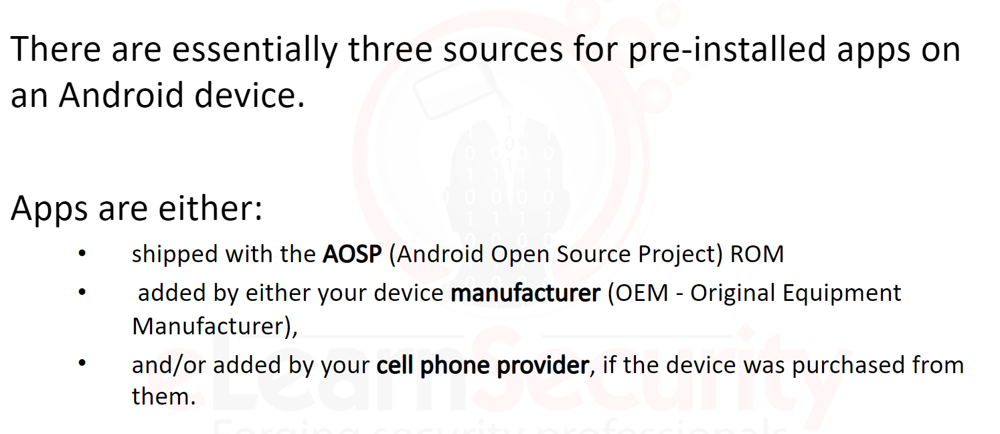 There are essentially three sources for pre-installed apps on
an Android device.
Apps are either:
• shipped with the AOSP (Android Open Source Project) ROM
• added by either your device manufacturer (OEM - Original Equipment
Manufacturer),
• and/or added by your cell phone provider, if the device was purchased from
them.
eLearnSecurity
Forging security professionals